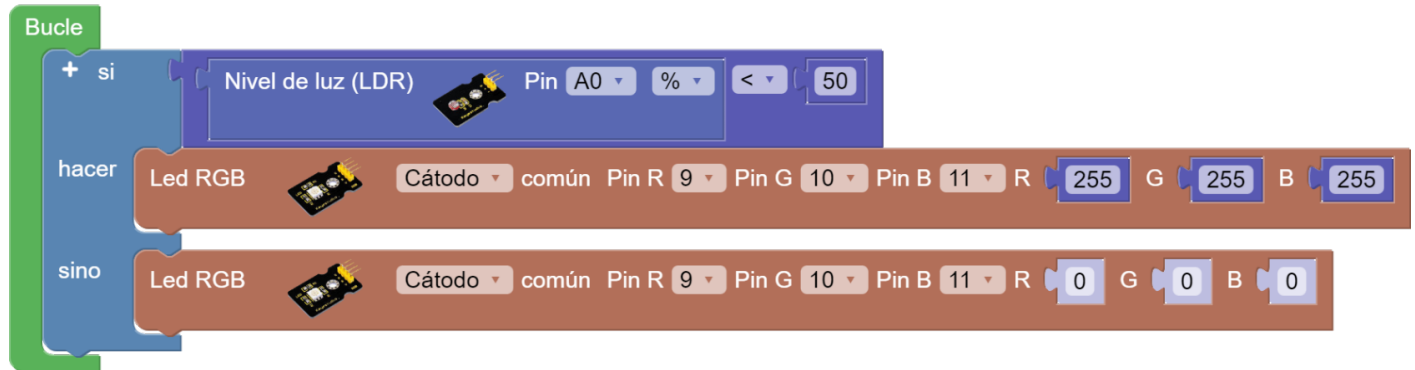 Bucle
+ si Nivel de luz (LDR) Pin A0 % < 50
hacer Led RGB Cátodo común Pin R 9 Pin G 10 Pin B 11 R 255 G 255 B 255
sino Led RGB Cátodo común Pin R 9 Pin G 10 Pin B 11 R 0 G 0 B 0